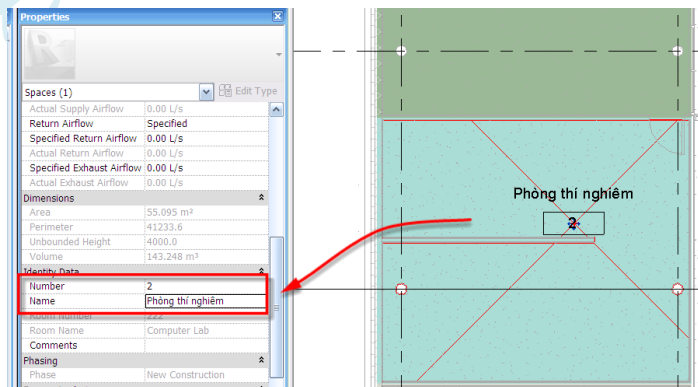 Properties
Spaces (1)
Edit Type
Actual Supply Airflow 0.00 L/s
Return Airflow Specified
Specified Return Airflow 0.00 L/s
Actual Return Airflow 0.00 L/s
Specified Exhaust Airflow 0.00 L/s
Actual Exhaust Airflow 0.00 L/s
Dimensions
Area 55.095 m²
Perimeter 41233.6
Unbounded Height 4000.0
Volume 143.248 m³
Identity Data
Number 2
Name Phòng thí nghiêm
Room Number 222
Room Name Computer Lab
Comments
Phasing
Phase New Construction
Phòng thí nghiêm
2